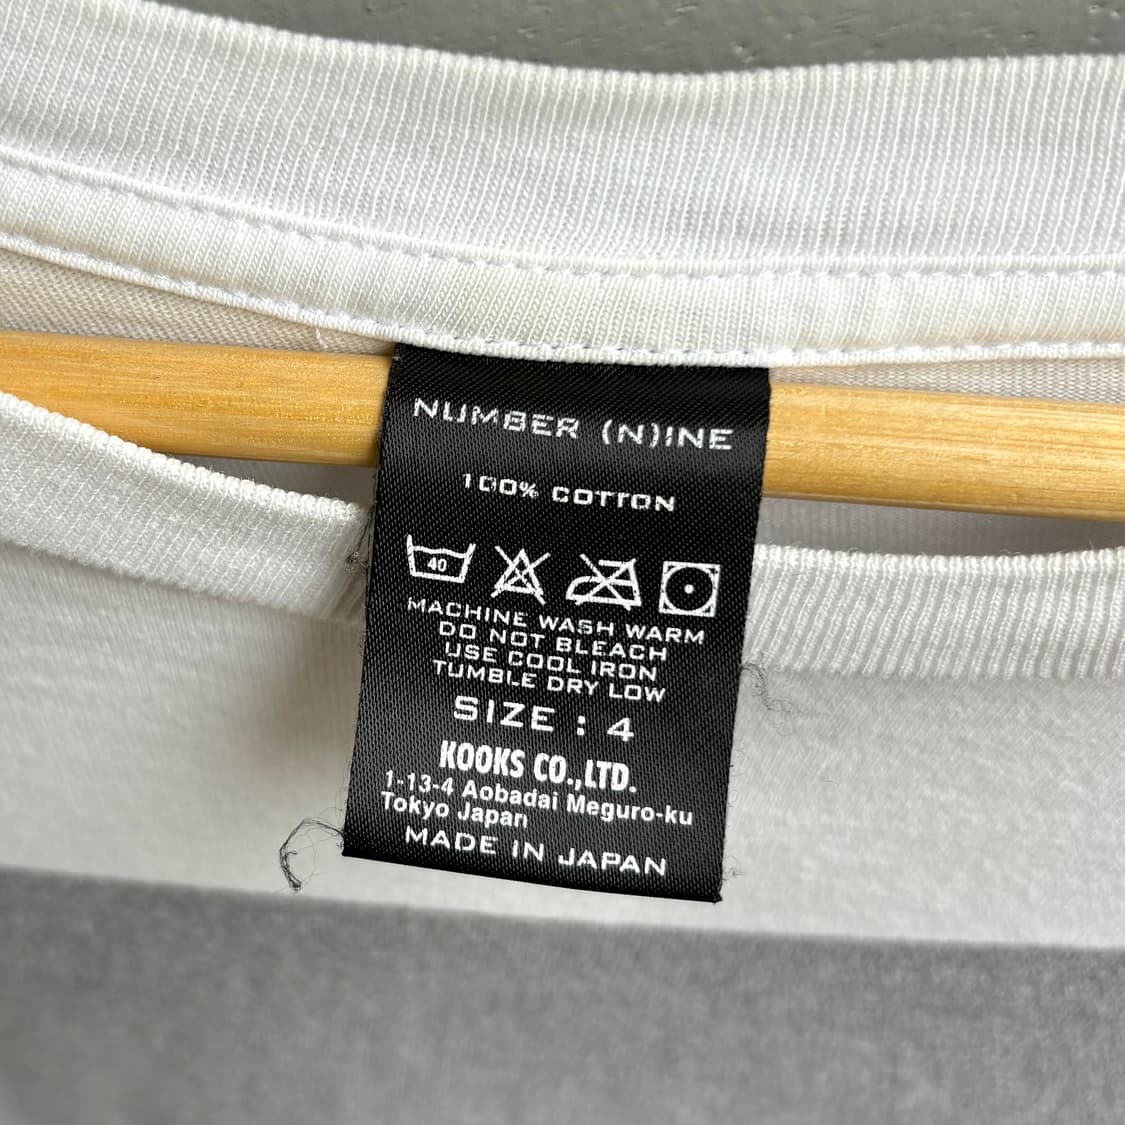 NUMBER (N)INE
100% COTTON
40
MACHINE WASH WARM
DO NOT BLEACH
USE COOL IRON
TUMBLE DRY LOW
SIZE : 4
KOOKS CO.,LTD.
1-13-4 Aobadai Meguro-ku
Tokyo Japan
MADE IN JAPAN